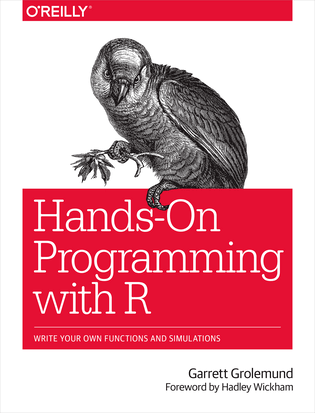 O'REILLY®
Hands-On
Programming
with R
WRITE YOUR OWN FUNCTIONS AND SIMULATIONS
Garrett Grolemund
Foreword by Hadley Wickham